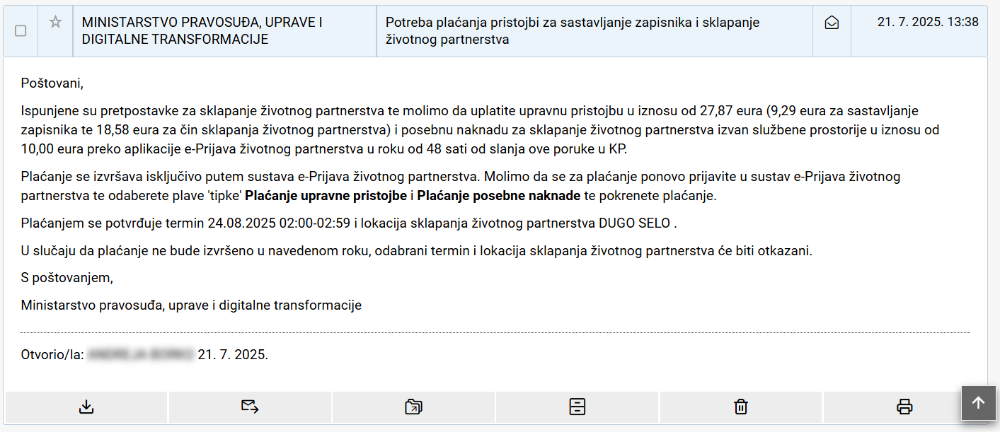 MINISTARSTVO PRAVOSUĐA, UPRAVE I
DIGITALNE TRANSFORMACIJE
Potreba plaćanja pristojbi za sastavljanje zapisnika i sklapanje
životnog partnerstva
21. 7. 2025. 13:38
Poštovani,
Ispunjene su pretpostavke za sklapanje životnog partnerstva te molimo da uplatite upravnu pristojbu u iznosu od 27,87 eura (9,29 eura za sastavljanje
zapisnika te 18,58 eura za čin sklapanja životnog partnerstva) i posebnu naknadu za sklapanje životnog partnerstva izvan službene prostorije u iznosu od
10,00 eura preko aplikacije e-Prijava životnog partnerstva u roku od 48 sati od slanja ove poruke u KP.
Plaćanje se izvršava isključivo putem sustava e-Prijava životnog partnerstva. Molimo da se za plaćanje ponovo prijavite u sustav e-Prijava životnog
partnerstva te odaberete plave 'tipke' Plaćanje upravne pristojbe i Plaćanje posebne naknade te pokrenete plaćanje.
Plaćanjem se potvrđuje termin 24.08.2025 02:00-02:59 i lokacija sklapanja životnog partnerstva DUGO SELO .
U slučaju da plaćanje ne bude izvršeno u navedenom roku, odabrani termin i lokacija sklapanja životnog partnerstva će biti otkazani.
S poštovanjem,
Ministarstvo pravosuđa, uprave i digitalne transformacije
Otvorio/la: 21. 7. 2025.